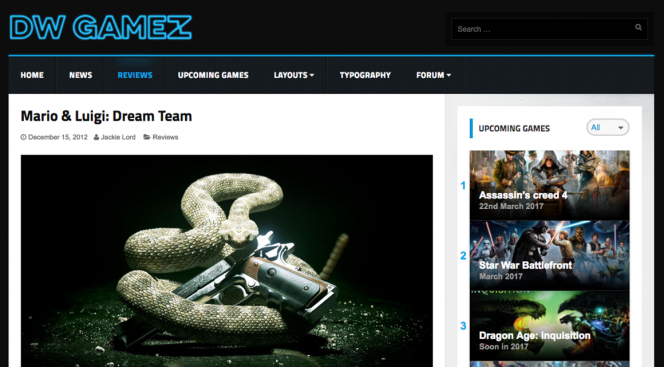 DW GAMEZ
Search ...
HOME NEWS REVIEWS UPCOMING GAMES LAYOUTS TYPOGRAPHY FORUM
Mario & Luigi: Dream Team
December 15, 2012 Jackie Lord Reviews
UPCOMING GAMES All
1
Assassin's creed 4
22nd March 2017
2
Star War Battlefront
March 2017
INQUISITION
3
Dragon Age: inquisition
Soon in 2017